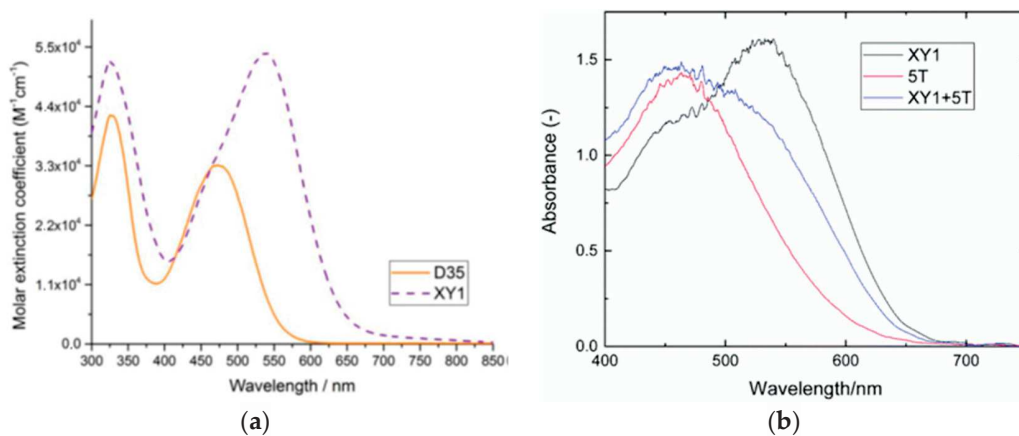 5.5x10⁴
4.4x10⁴
3.3x10⁴
2.2x10⁴
1.1x10⁴
0.0
Molar extinction coefficient (M⁻¹cm⁻¹)
D35
XY1
300 350 400 450 500 550 600 650 700 750 800 850
Wavelength / nm
(a)
1.5
1.0
0.5
0.0
Absorbance (-)
XY1
5T
XY1+5T
400 500 600 700
Wavelength/nm
(b)